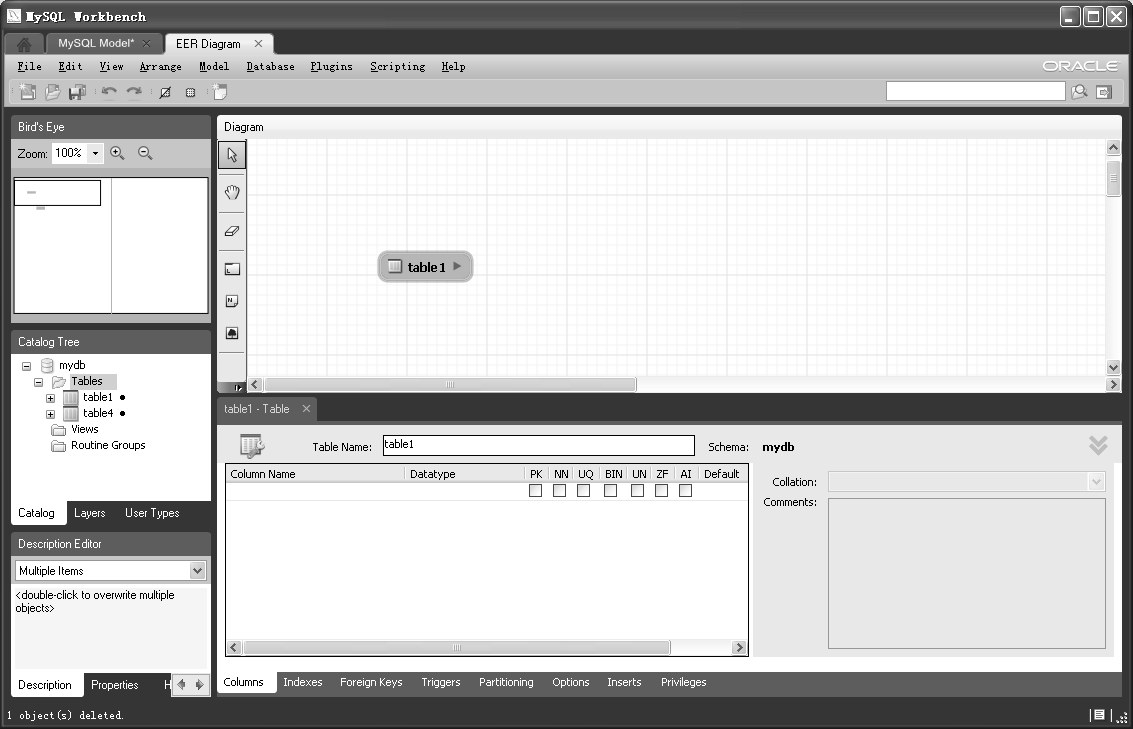 MySQL Workbench
MySQL Model* EER Diagram
File Edit View Arrange Model Database Plugins Scripting Help
ORACLE
Bird's Eye
Zoom: 100%
Diagram
table1
Catalog Tree
mydb
Tables
table1
table4
Views
Routine Groups
Catalog Layers User Types
Description Editor
Multiple Items
<double-click to overwrite multiple
objects>
Description Properties H
table1 - Table
Table Name: table1 Schema: mydb
Column Name Datatype PK NN UQ BIN UN ZF AI Default
Collation:
Comments:
Columns Indexes Foreign Keys Triggers Partitioning Options Inserts Privileges
1 object(s) deleted.